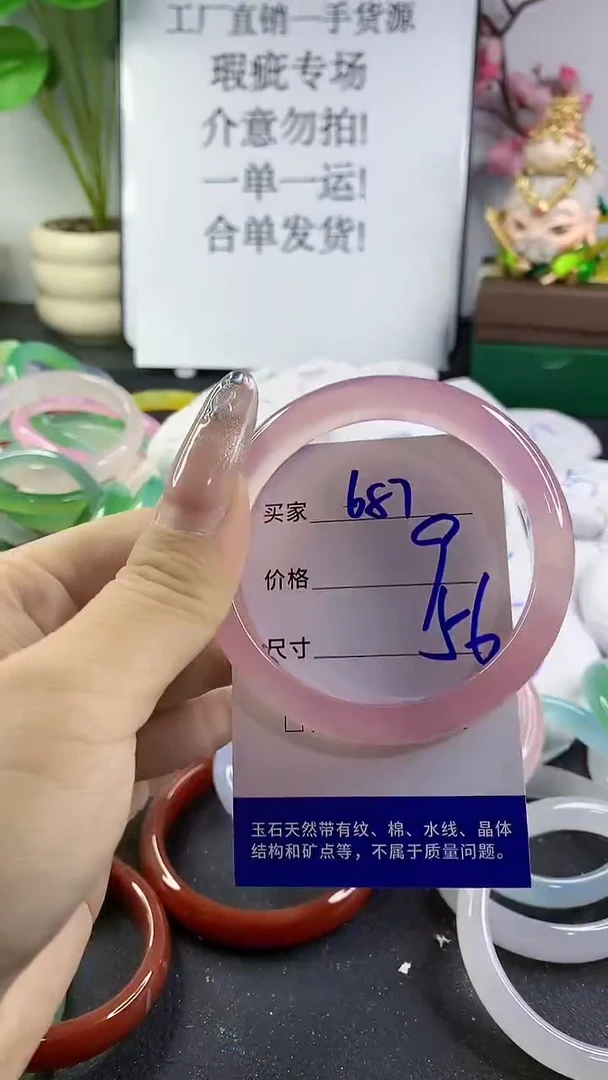 工厂直销一手货源
瑕疵专场
介意勿拍!
一单一运!
合单发货!
买家 687
价格 9
尺寸 56
玉石天然带有纹、棉、水线、晶体
结构和矿点等，不属于质量问题。